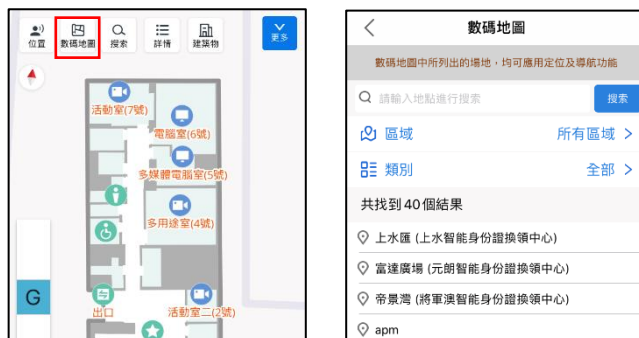 位置
數碼地圖
搜索
詳情
建築物
更多
活動室(7號)
電腦室(6號)
多媒體電腦室(5號)
多用途室(4號)
G
出口
活動室二(2號)
數碼地圖
數碼地圖中所列出的場地，均可應用定位及導航功能
請輸入地點進行搜索
搜索
區域
所有區域
類別
全部
共找到40個結果
上水匯 (上水智能身份證換領中心)
富達廣場 (元朗智能身份證換領中心)
帝景灣 (將軍澳智能身份證換領中心)
apm